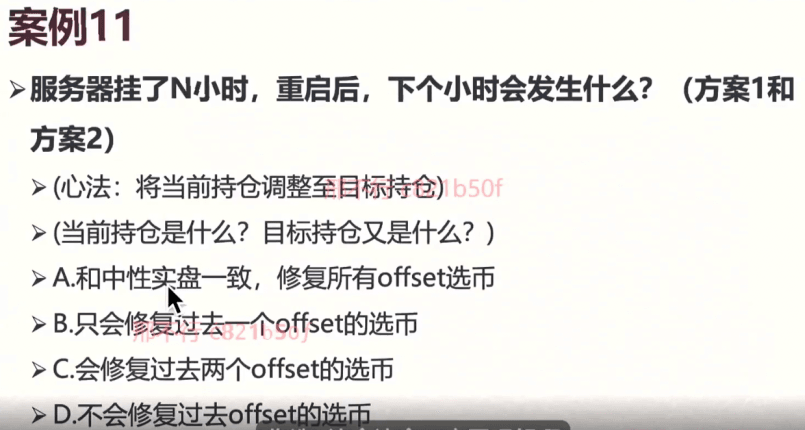 案例11
➢服务器挂了N小时，重启后，下个小时会发生什么？（方案1和
方案2）
➢(心法：将当前持仓调整至目标持仓)
➢(当前持仓是什么？目标持仓又是什么？)
➢A.和中性实盘一致，修复所有offset选币
➢B.只会修复过去一个offset的选币
➢C.会修复过去两个offset的选币
➢D.不会修复过去offset的选币